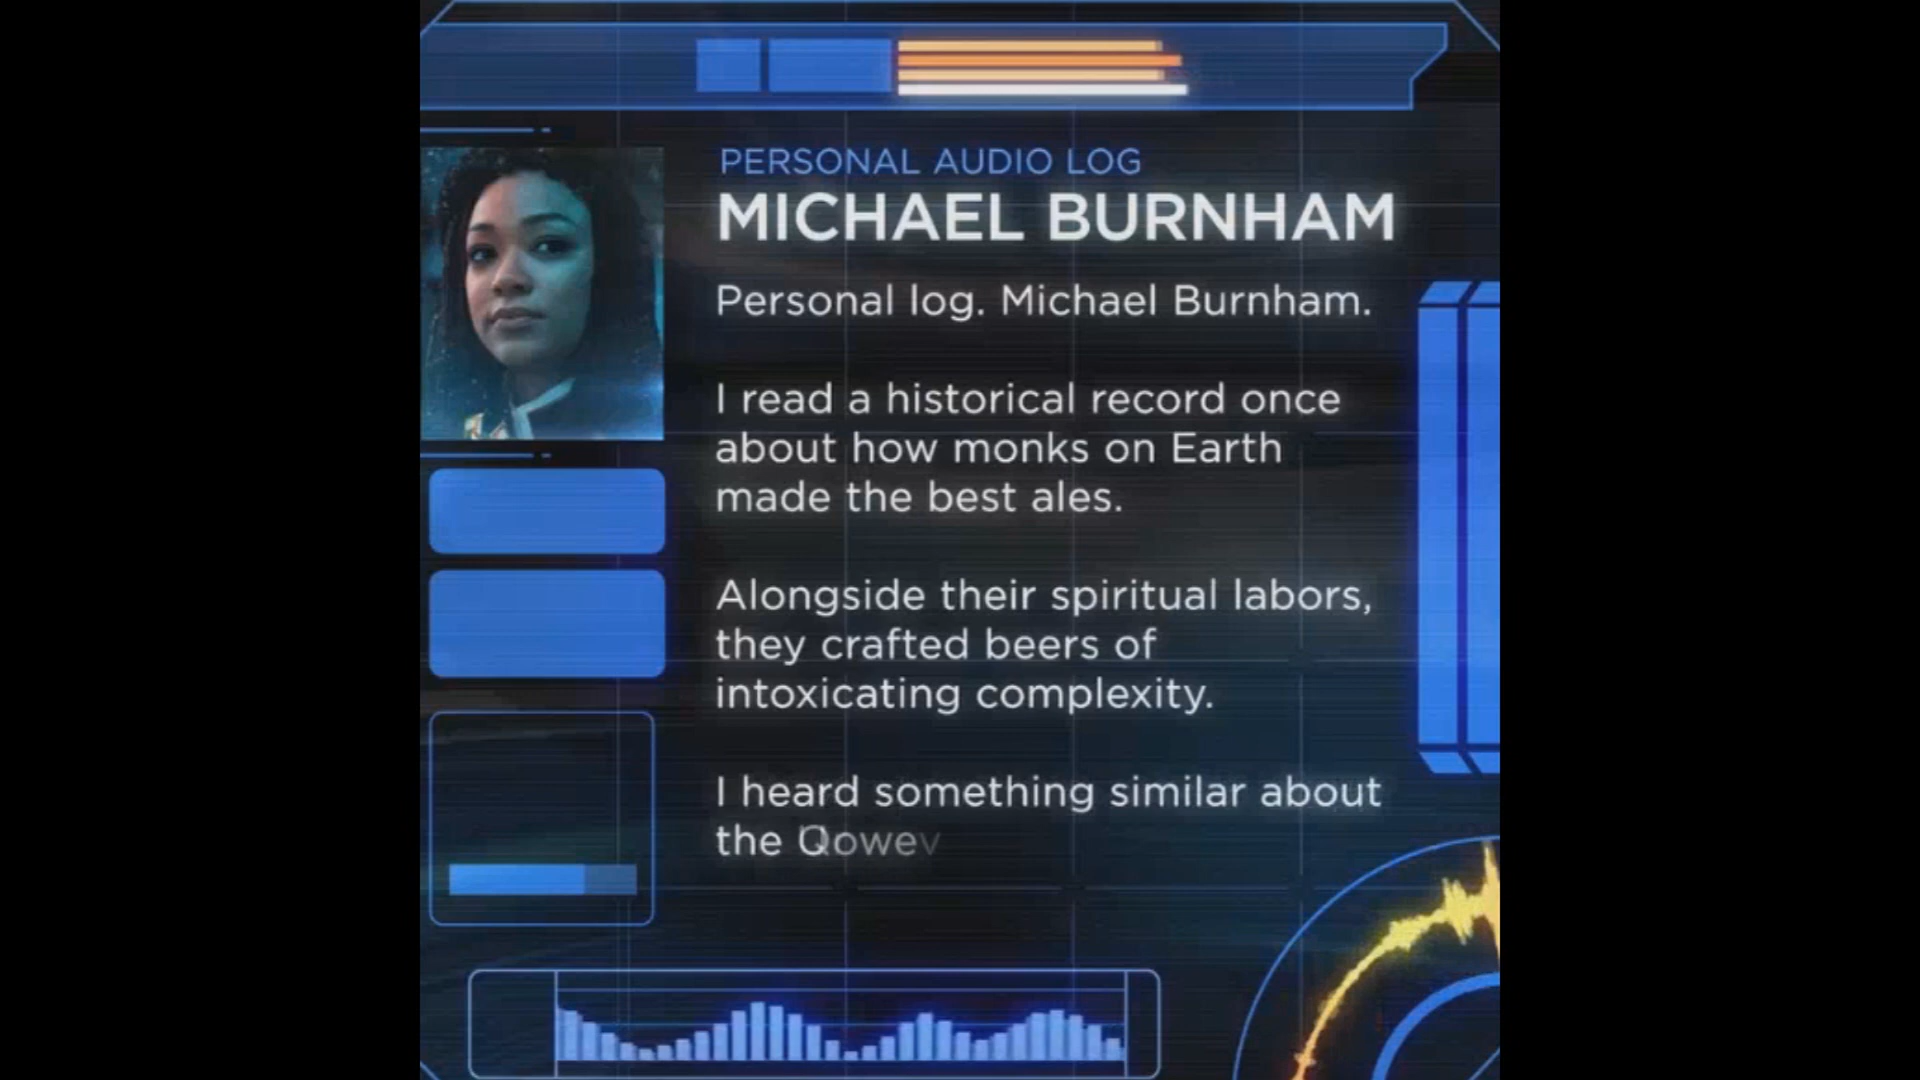 PERSONAL AUDIO LOG
MICHAEL BURNHAM
Personal log. Michael Burnham.
I read a historical record once
about how monks on Earth
made the best ales.
Alongside their spiritual labors,
they crafted beers of
intoxicating complexity.
I heard something similar about
the Qowev